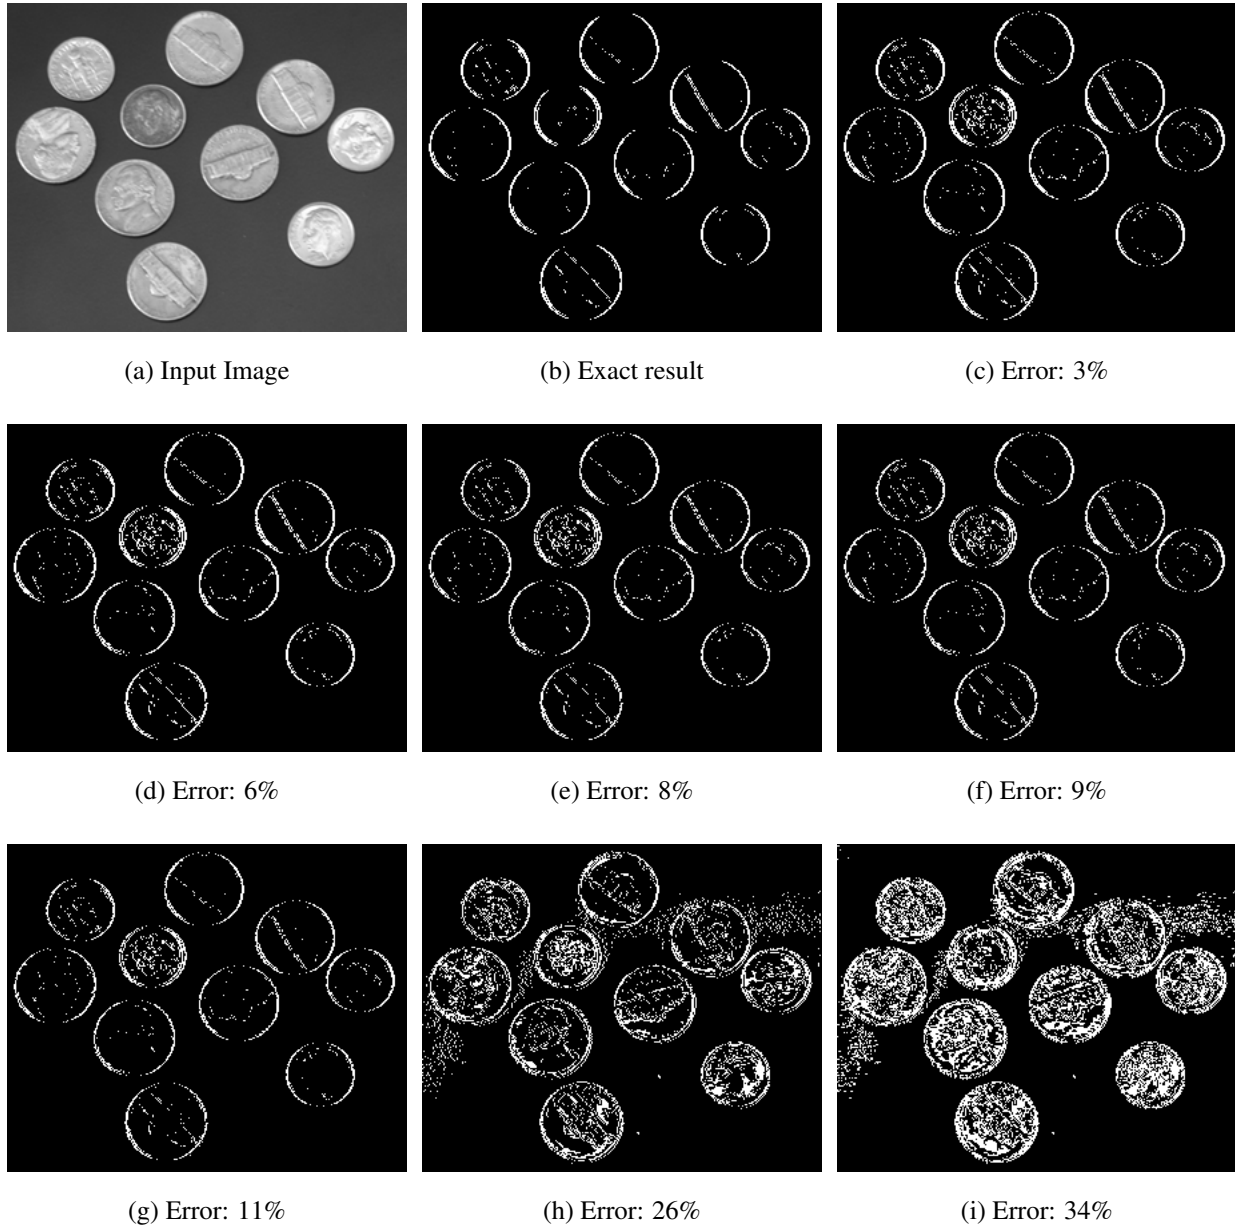 (a) Input Image
(b) Exact result
(c) Error: 3%
(d) Error: 6%
(e) Error: 8%
(f) Error: 9%
(g) Error: 11%
(h) Error: 26%
(i) Error: 34%